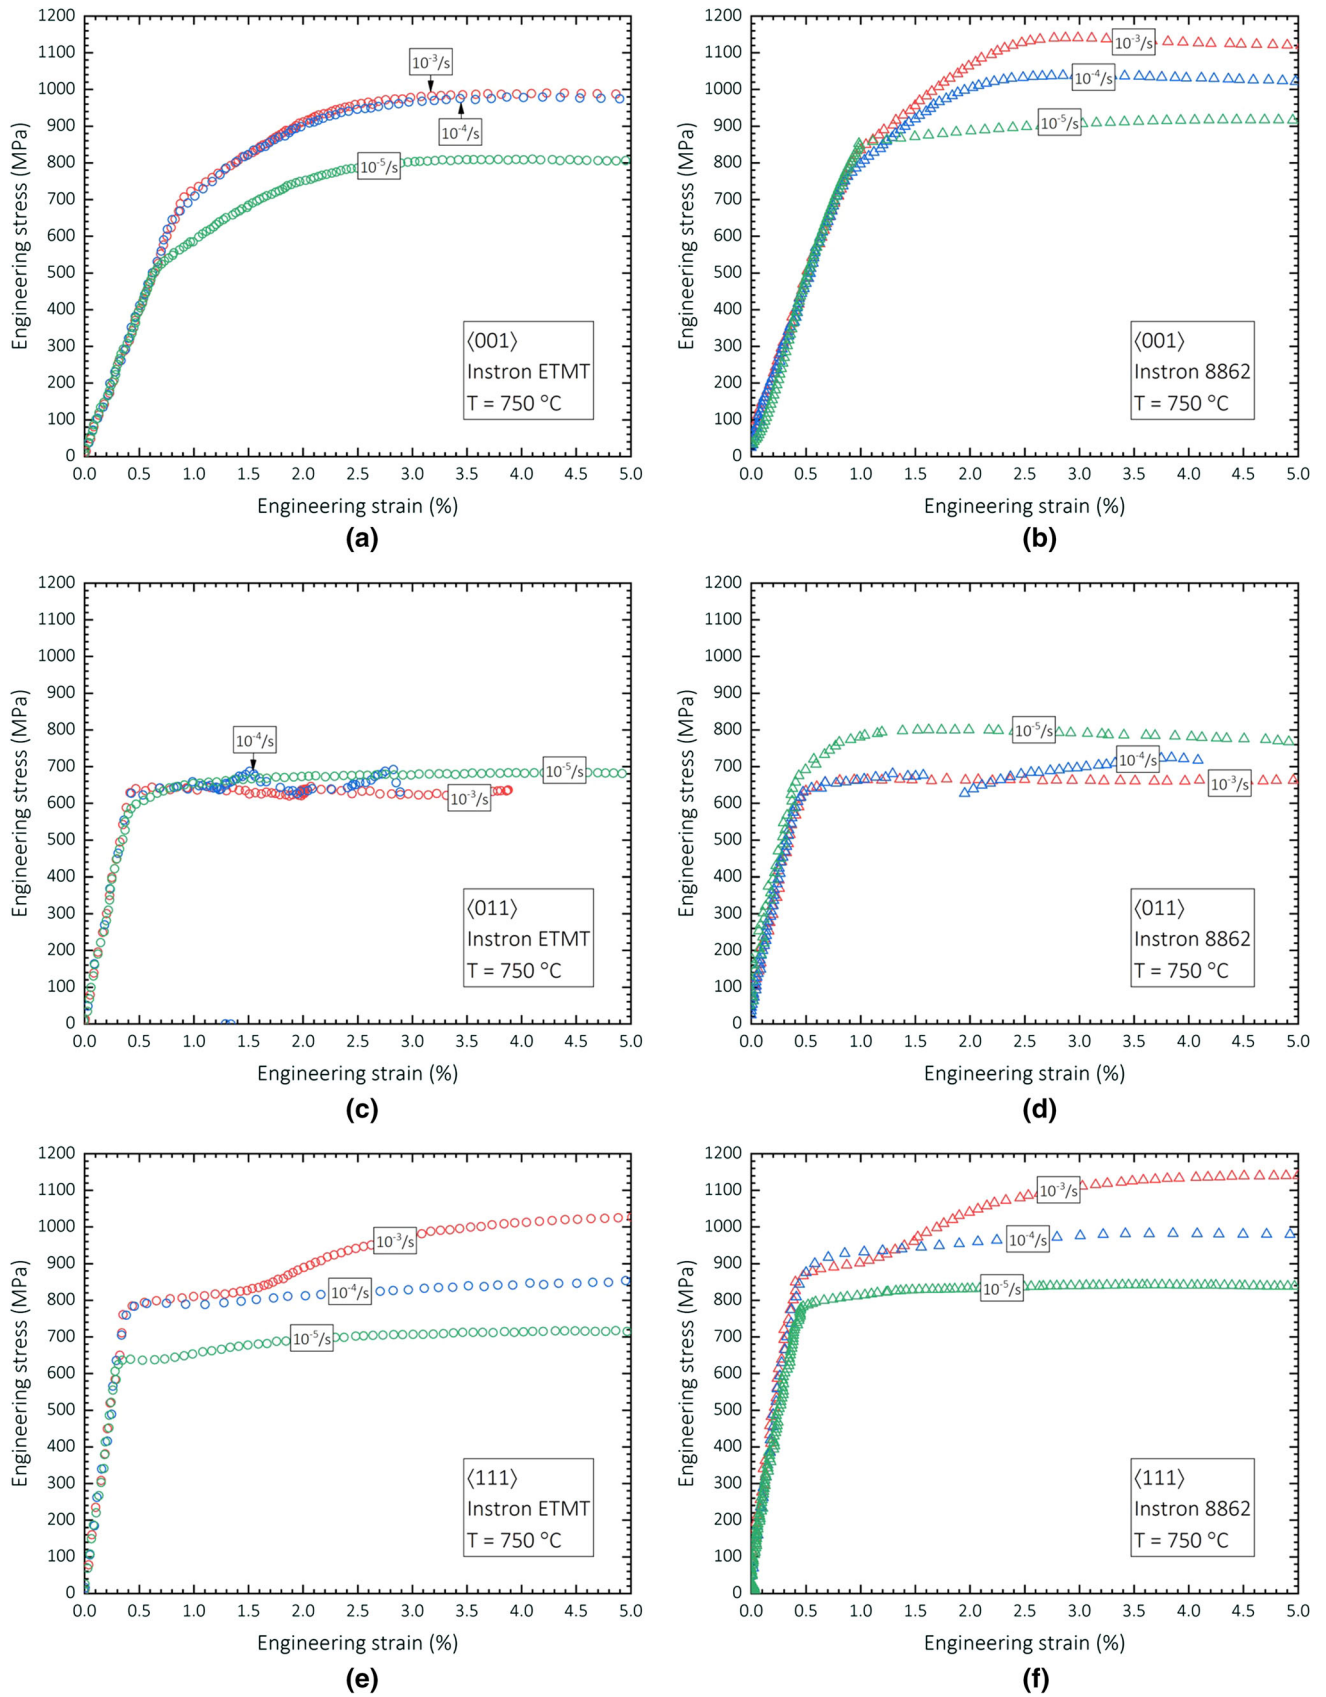 1200
1100
1000
900
800
700
600
500
400
300
200
100
0
Engineering stress (MPa)
10⁻³/s
10⁻⁴/s
10⁻⁵/s
⟨001⟩
Instron ETMT
T = 750 °C
0.0 0.5 1.0 1.5 2.0 2.5 3.0 3.5 4.0 4.5 5.0
Engineering strain (%)
(a)
1200
1100
1000
900
800
700
600
500
400
300
200
100
0
Engineering stress (MPa)
10⁻³/s
10⁻⁴/s
10⁻⁵/s
⟨001⟩
Instron 8862
T = 750 °C
0.0 0.5 1.0 1.5 2.0 2.5 3.0 3.5 4.0 4.5 5.0
Engineering strain (%)
(b)
1200
1100
1000
900
800
700
600
500
400
300
200
100
0
Engineering stress (MPa)
10⁻⁴/s
10⁻⁵/s
10⁻³/s
⟨011⟩
Instron ETMT
T = 750 °C
0.0 0.5 1.0 1.5 2.0 2.5 3.0 3.5 4.0 4.5 5.0
Engineering strain (%)
(c)
1200
1100
1000
900
800
700
600
500
400
300
200
100
0
Engineering stress (MPa)
10⁻⁵/s
10⁻⁴/s
10⁻³/s
⟨011⟩
Instron 8862
T = 750 °C
0.0 0.5 1.0 1.5 2.0 2.5 3.0 3.5 4.0 4.5 5.0
Engineering strain (%)
(d)
1200
1100
1000
900
800
700
600
500
400
300
200
100
0
Engineering stress (MPa)
10⁻³/s
10⁻⁴/s
10⁻⁵/s
⟨111⟩
Instron ETMT
T = 750 °C
0.0 0.5 1.0 1.5 2.0 2.5 3.0 3.5 4.0 4.5 5.0
Engineering strain (%)
(e)
1200
1100
1000
900
800
700
600
500
400
300
200
100
0
Engineering stress (MPa)
10⁻³/s
10⁻⁴/s
10⁻⁵/s
⟨111⟩
Instron 8862
T = 750 °C
0.0 0.5 1.0 1.5 2.0 2.5 3.0 3.5 4.0 4.5 5.0
Engineering strain (%)
(f)